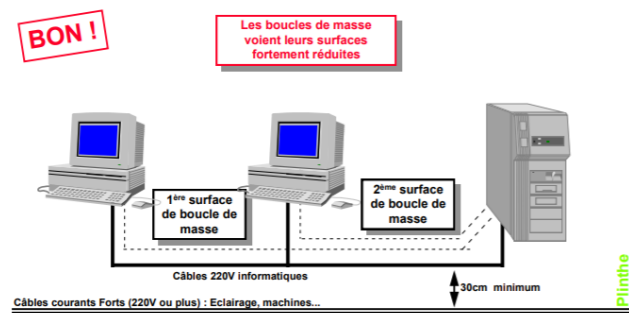 BON !
Les boucles de masse
voient leurs surfaces
fortement réduites
1ère surface
de boucle de
masse
2ème surface
de boucle de
masse
Câbles 220V informatiques
30cm minimum
Plinthe
Câbles courants Forts (220V ou plus) : Eclairage, machines...